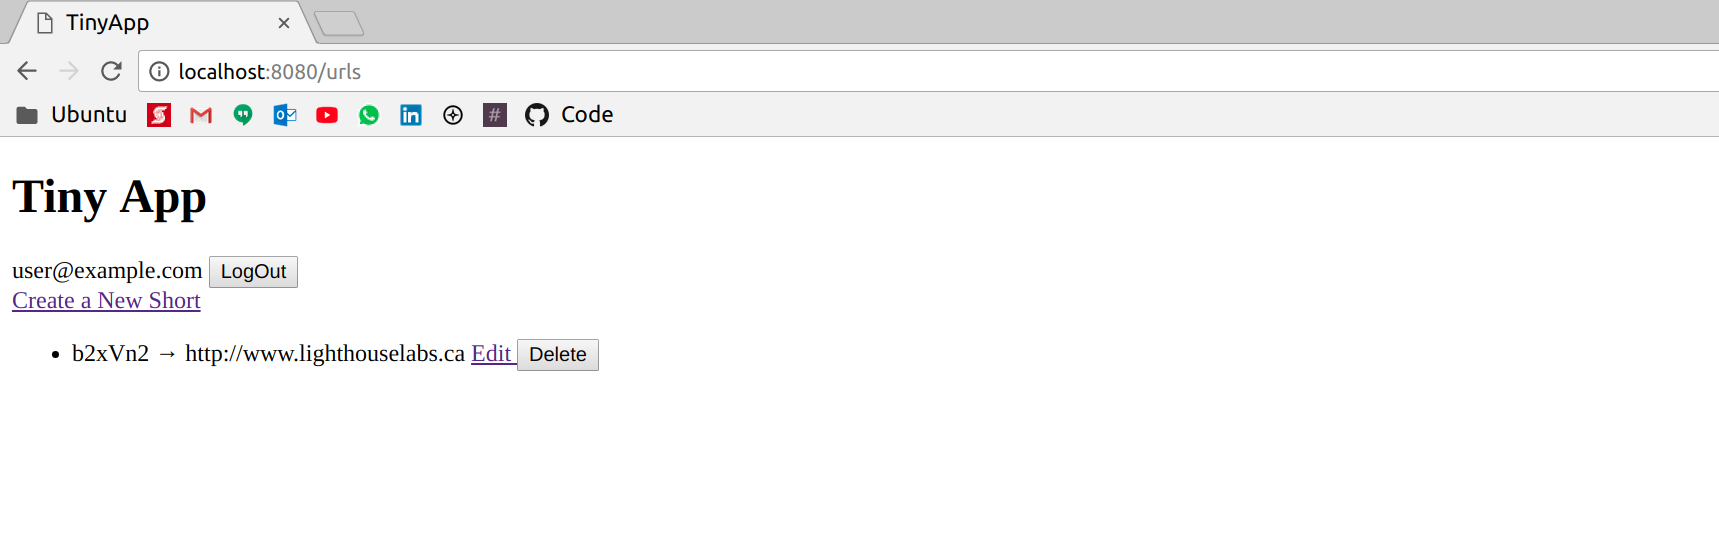 TinyApp
localhost:8080/urls
Ubuntu Code
Tiny App
user@example.com LogOut
Create a New Short
b2xVn2 → http://www.lighthouselabs.ca Edit Delete